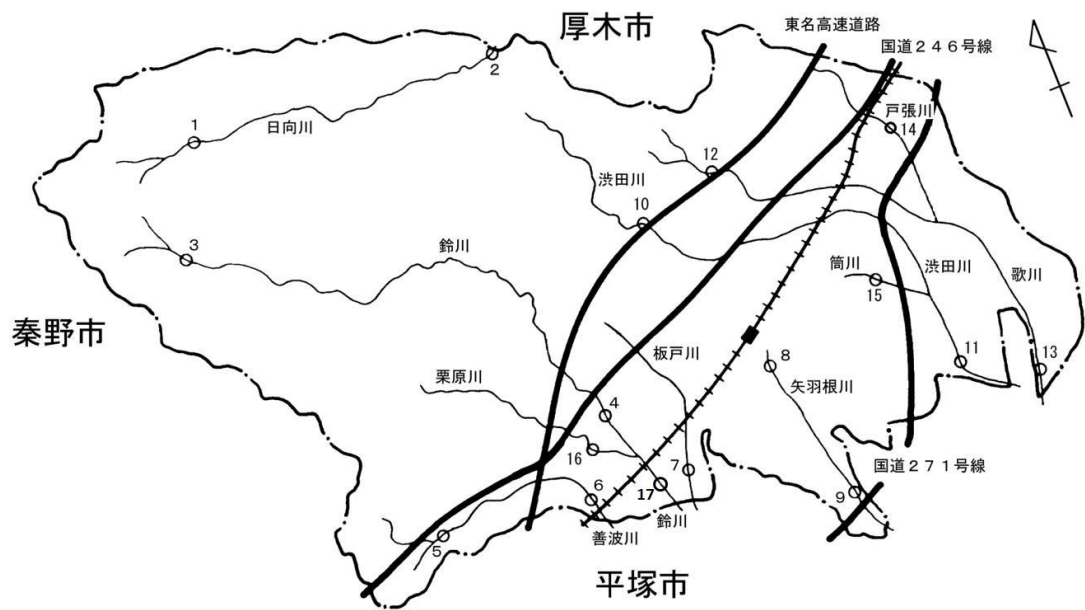 厚木市
東名高速道路
国道246号線
2
戸張川
14
1
日向川
12
渋田川
10
3
鈴川
筒川
15
渋田川
歌川
秦野市
板戸川
8
11
13
栗原川
矢羽根川
4
16
7
国道271号線
6
17
9
鈴川
5
善波川
平塚市